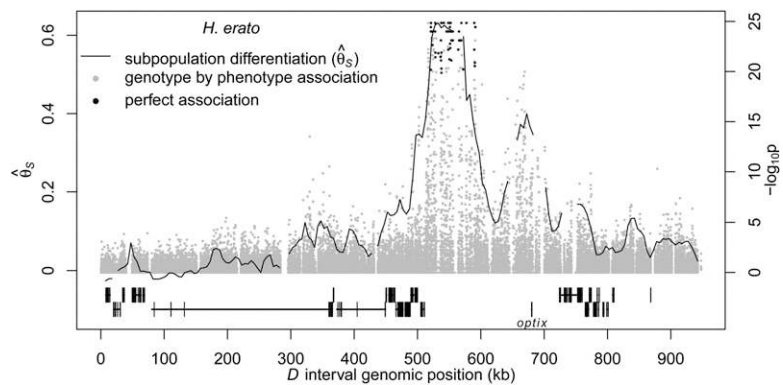 H. erato
subpopulation differentiation (θ̂S)
genotype by phenotype association
perfect association
θ̂S
0.6
0.4
0.2
0
25
20
15
10
5
0
−log10p
optix
0 100 200 300 400 500 600 700 800 900
D interval genomic position (kb)